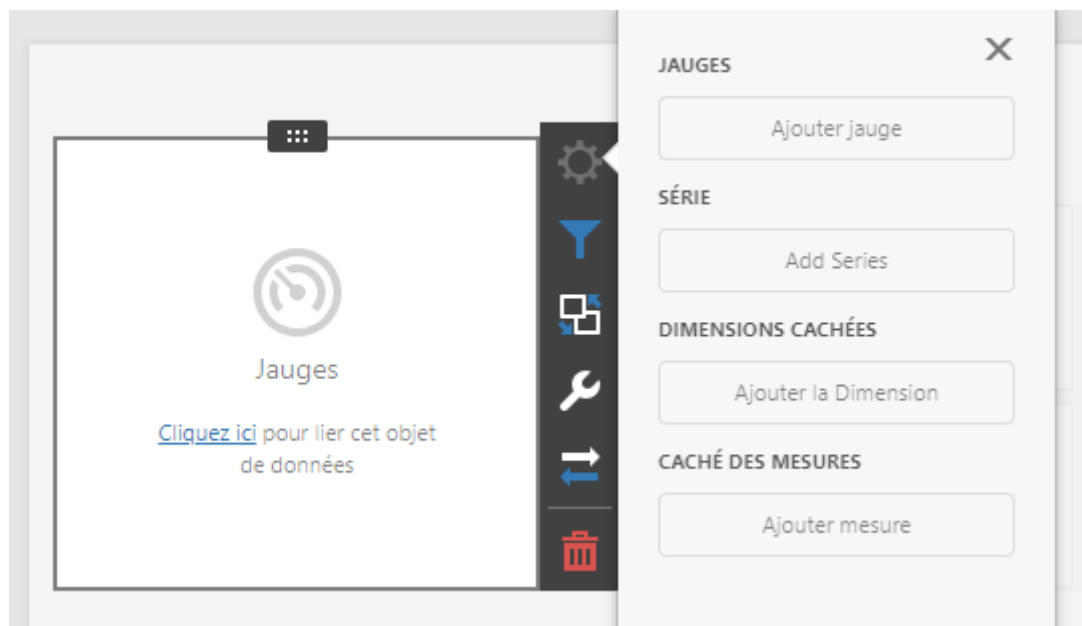 Jauges
Cliquez ici pour lier cet objet
de données
JAUGES
Ajouter jauge
SÉRIE
Add Series
DIMENSIONS CACHÉES
Ajouter la Dimension
CACHÉ DES MESURES
Ajouter mesure